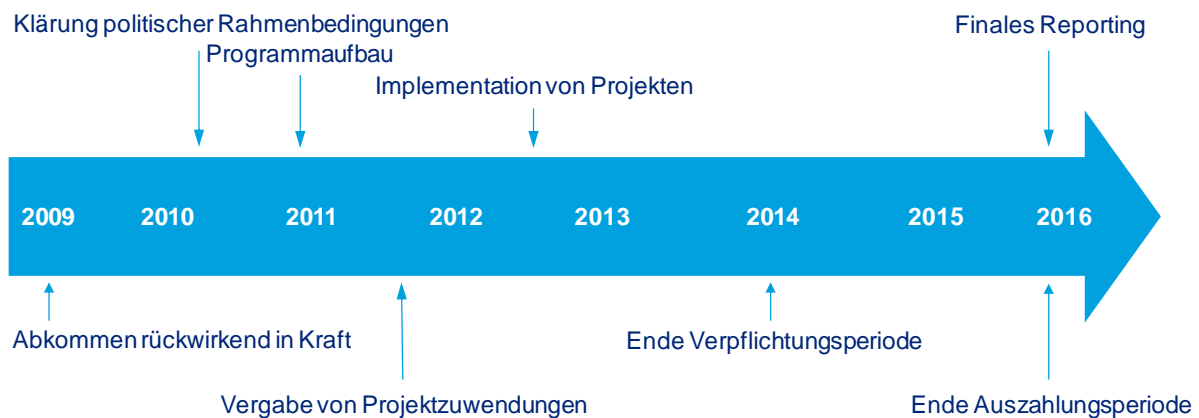 Klärung politischer Rahmenbedingungen
Finales Reporting
Programmaufbau
Implementation von Projekten
2009 2010 2011 2012 2013 2014 2015 2016
Abkommen rückwirkend in Kraft
Ende Verpflichtungsperiode
Vergabe von Projektzuwendungen
Ende Auszahlungsperiode